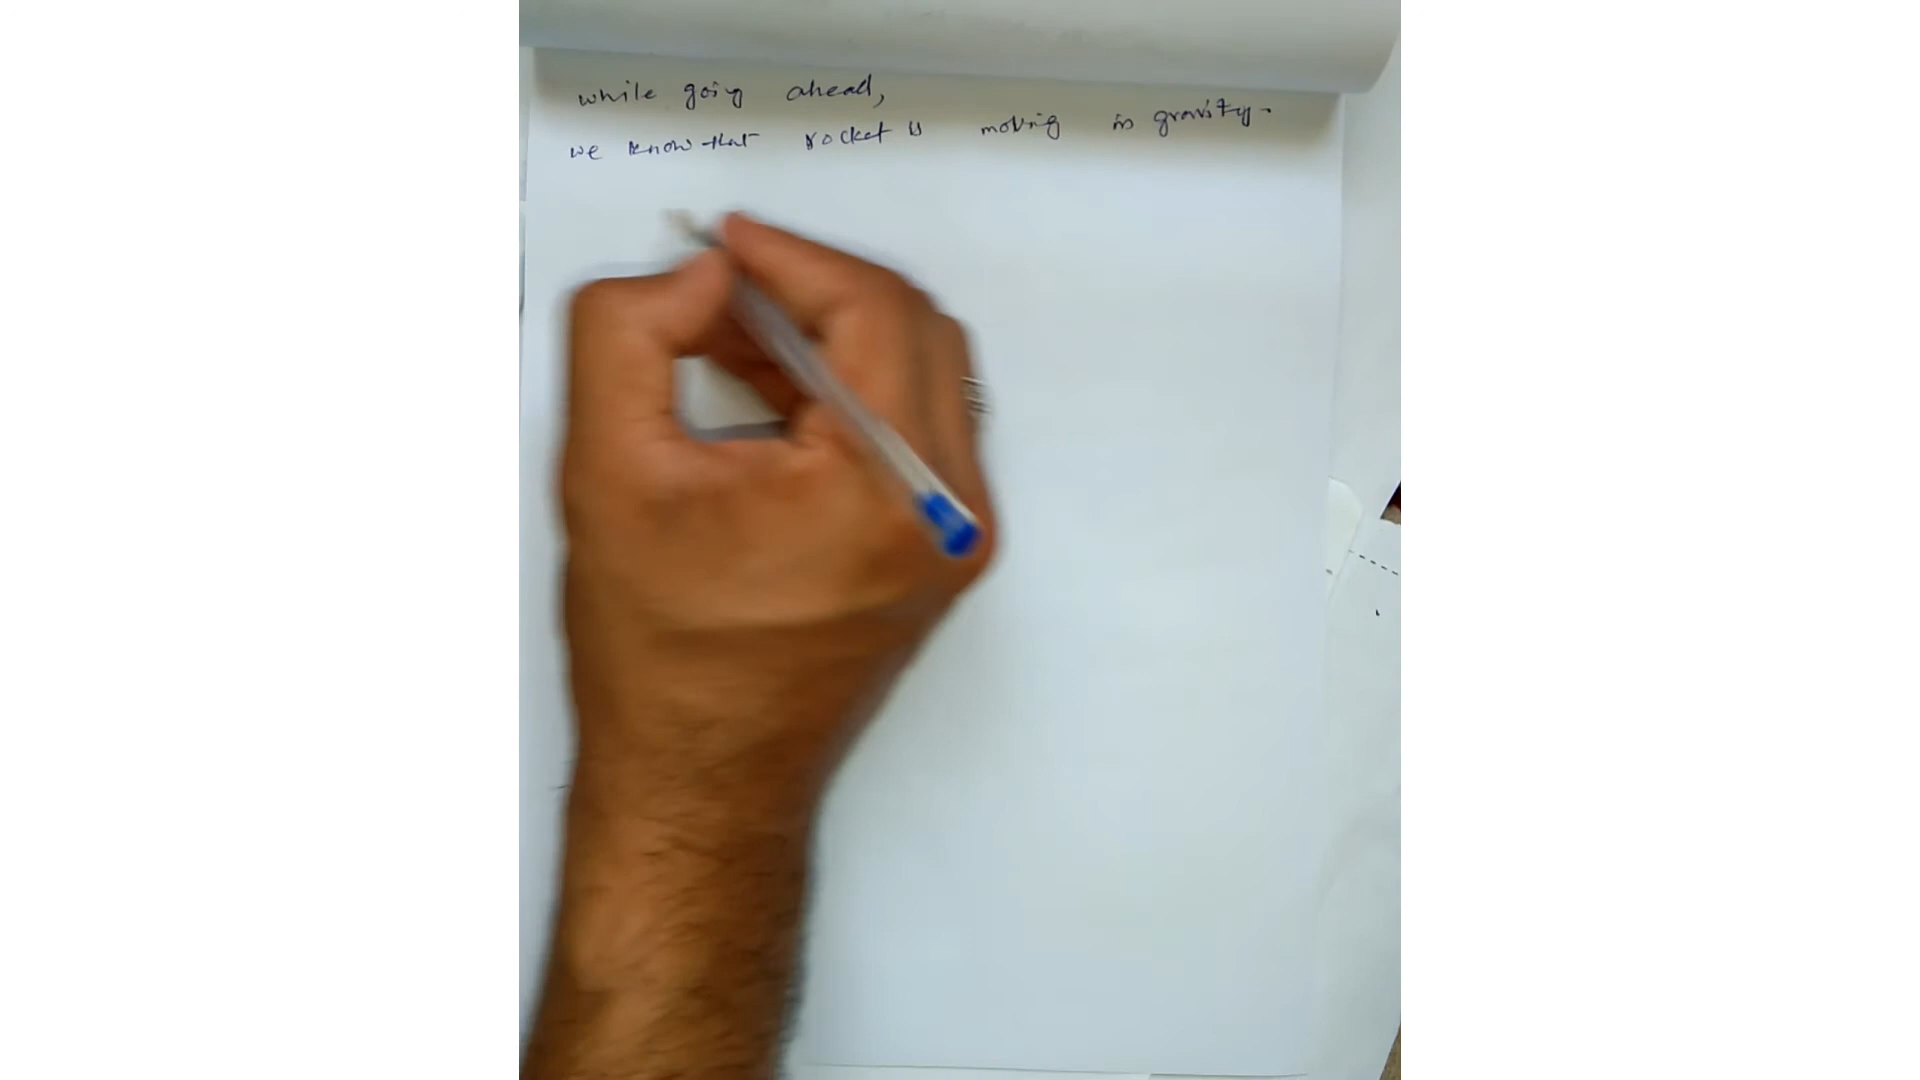 while going ahead,
we know that rocket is moving in gravity.